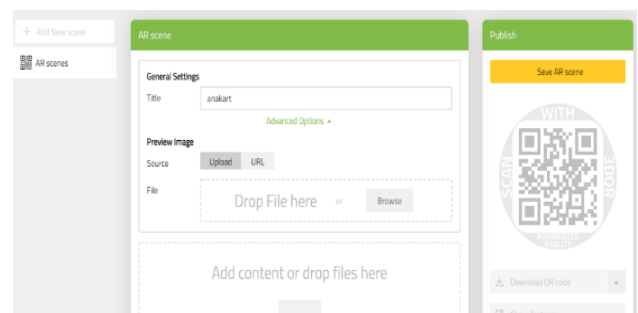 Add New scene
AR scenes
AR scene
General Settings
Title
anakart
Advanced Options
Preview Image
Source
Upload
URL
File
Drop File here
or
Browse
Add content or drop files here
Publish
Save AR scene
SCAN
WITH
AUGMENTED
REALITY
Download QR code